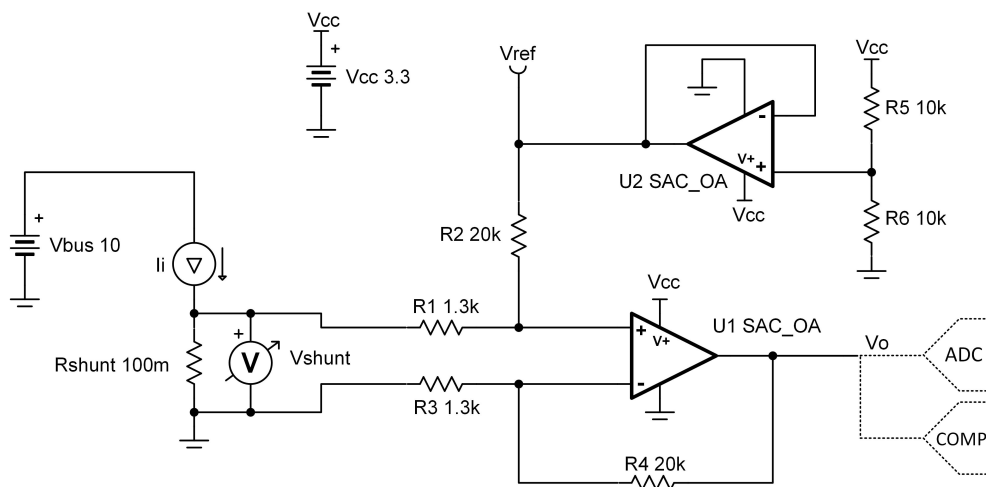 Vcc
+
Vcc 3.3
Vref
Vcc
R5 10k
-
V+
+
U2 SAC_OA
Vcc
R6 10k
R2 20k
+
Vbus 10
Ii
R1 1.3k
Vcc
+
V+
-
U1 SAC_OA
Vo
ADC
COMP
Rshunt 100m
+
V
Vshunt
R3 1.3k
R4 20k